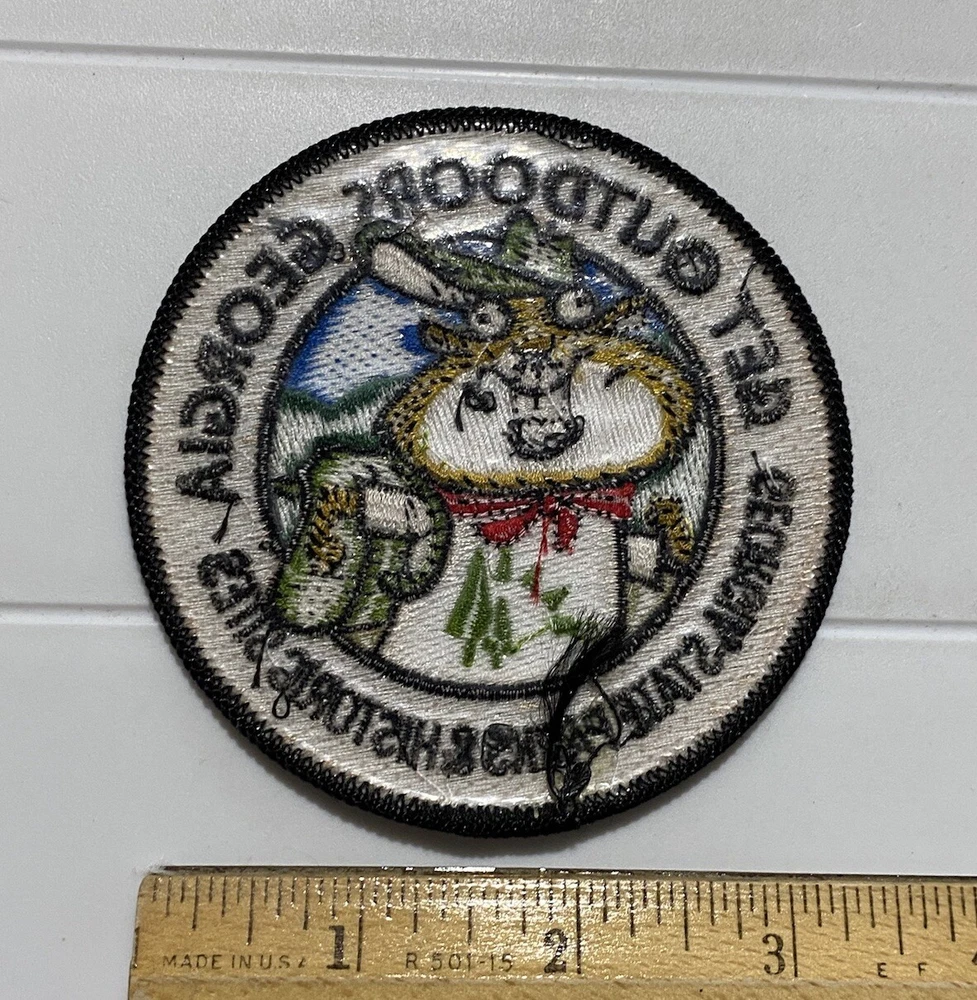 GET OUTDOORS GEORGIA
GEORGIA STATE PARKS & HISTORIC SITES
1 2 3
MADE IN U.S.A R 501-15 E F